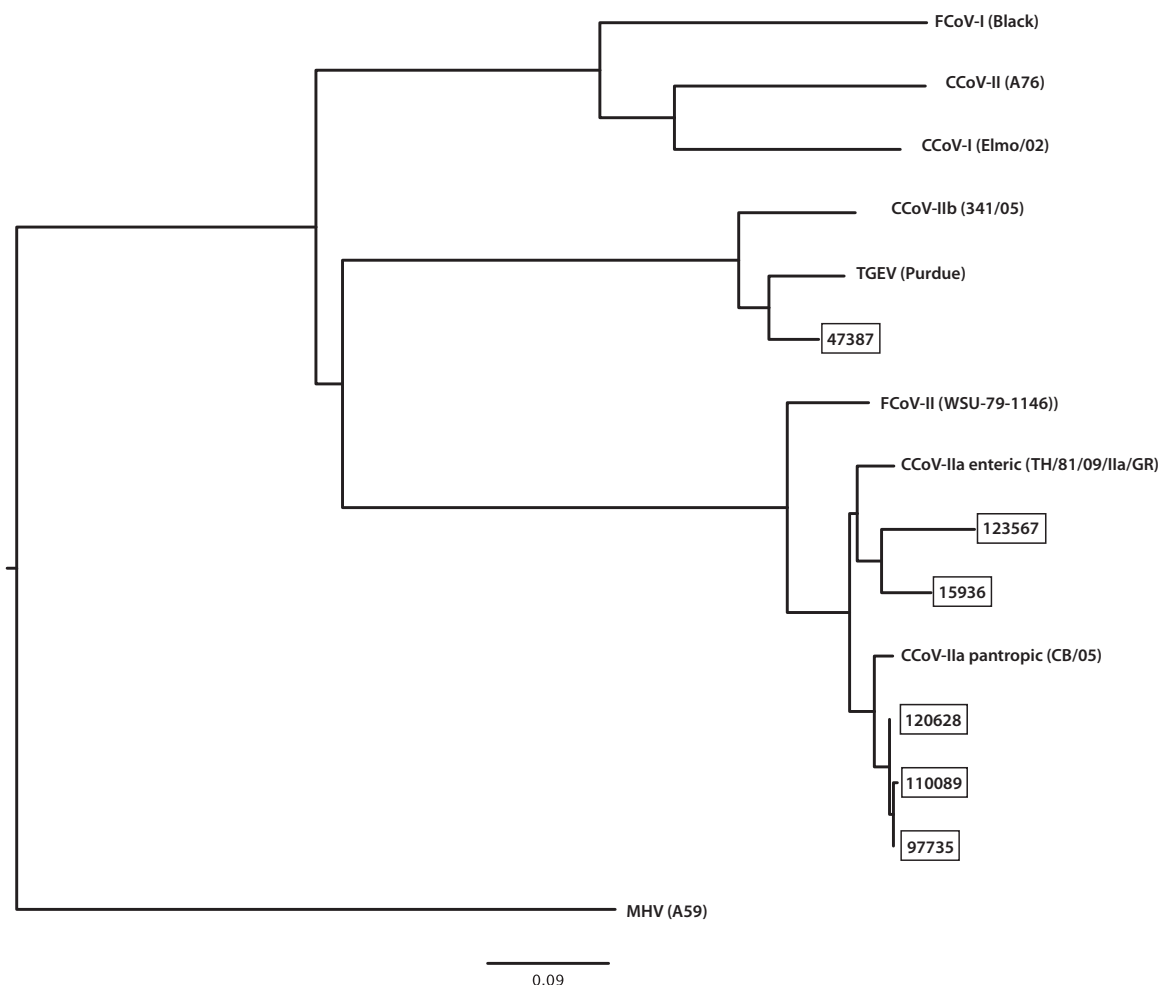 FCoV-I (Black)
CCoV-II (A76)
CCoV-I (Elmo/02)
CCoV-IIb (341/05)
TGEV (Purdue)
47387
FCoV-II (WSU-79-1146))
CCoV-IIa enteric (TH/81/09/IIa/GR)
123567
15936
CCoV-IIa pantropic (CB/05)
120628
110089
97735
MHV (A59)
0.09